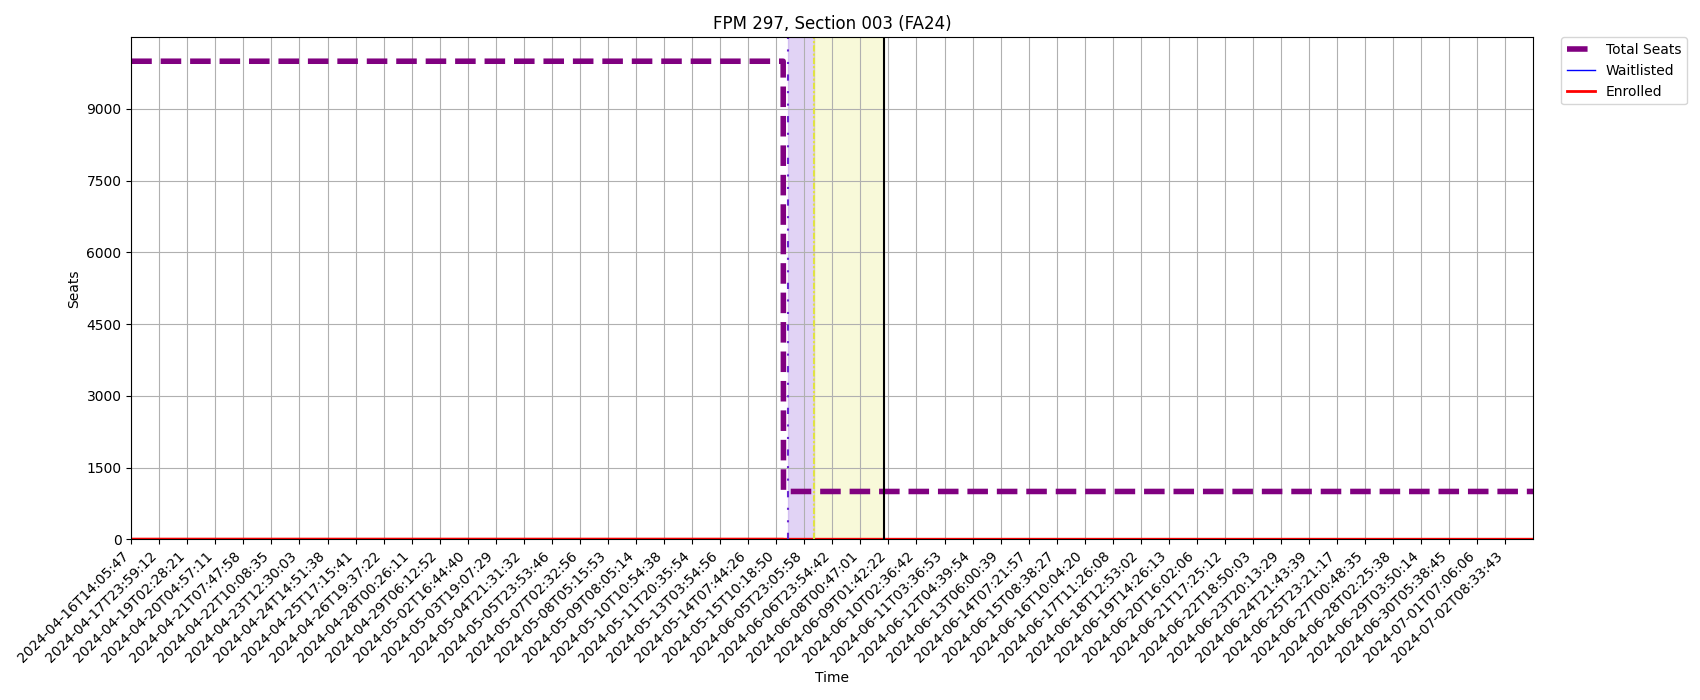 FPM 297, Section 003 (FA24)
Total Seats
Waitlisted
Enrolled
9000
7500
6000
4500
3000
1500
0
Seats
2024-04-16T14:05:47
2024-04-17T23:59:12
2024-04-19T02:28:21
2024-04-20T04:57:11
2024-04-21T07:47:58
2024-04-22T10:08:35
2024-04-23T12:30:03
2024-04-24T14:51:38
2024-04-25T17:15:41
2024-04-26T19:37:22
2024-04-28T00:26:11
2024-04-29T06:12:52
2024-05-02T16:44:40
2024-05-03T19:07:29
2024-05-04T21:31:32
2024-05-05T23:53:46
2024-05-07T02:32:56
2024-05-08T05:15:53
2024-05-09T08:05:14
2024-05-10T10:54:38
2024-05-11T20:35:54
2024-05-13T03:54:56
2024-05-14T07:44:26
2024-05-15T10:18:50
2024-06-05T23:05:58
2024-06-06T23:54:42
2024-06-08T00:47:01
2024-06-09T01:42:22
2024-06-10T02:36:42
2024-06-11T03:36:53
2024-06-12T04:39:54
2024-06-13T06:00:39
2024-06-14T07:21:57
2024-06-15T08:38:27
2024-06-16T10:04:20
2024-06-17T11:26:08
2024-06-18T12:53:02
2024-06-19T14:26:13
2024-06-20T16:02:06
2024-06-21T17:25:12
2024-06-22T18:50:03
2024-06-23T20:13:29
2024-06-24T21:43:39
2024-06-25T23:21:17
2024-06-27T00:48:35
2024-06-28T02:25:38
2024-06-29T03:50:14
2024-06-30T05:38:45
2024-07-01T07:06:06
2024-07-02T08:33:43
Time